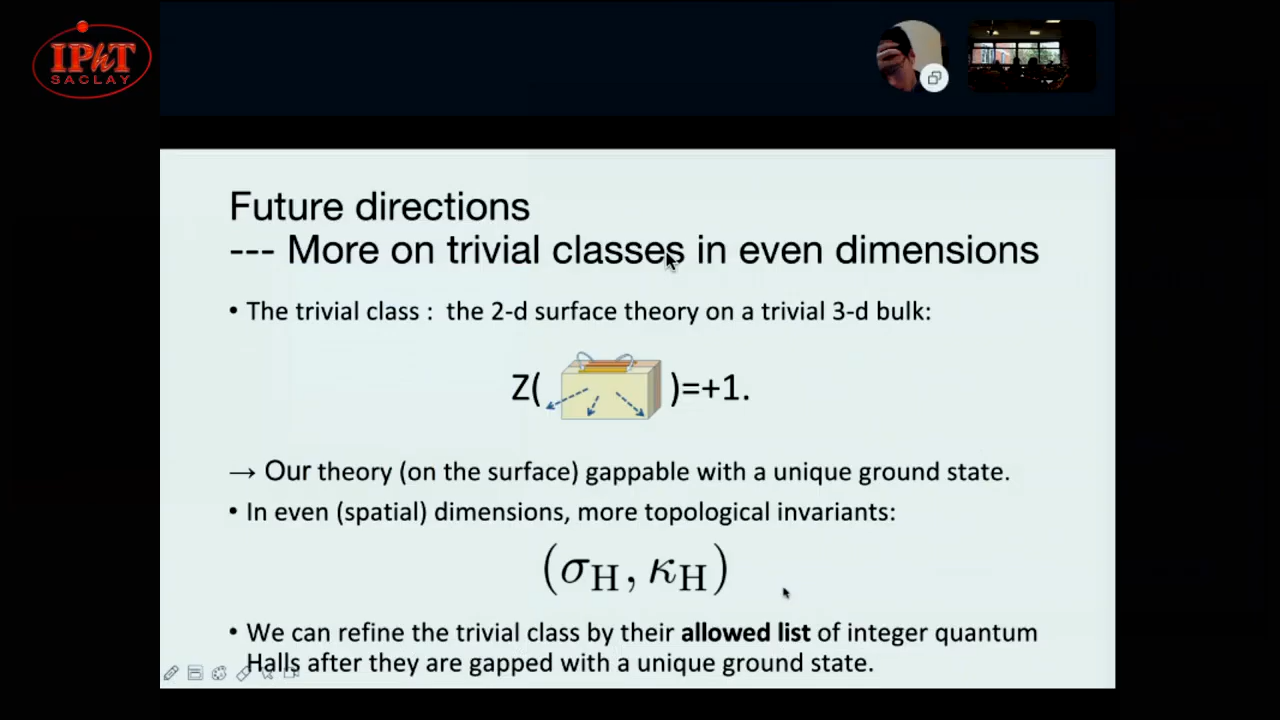 IPhT
SACLAY
Future directions
--- More on trivial classes in even dimensions
• The trivial class : the 2-d surface theory on a trivial 3-d bulk:
Z( )=+1.
→ Our theory (on the surface) gappable with a unique ground state.
• In even (spatial) dimensions, more topological invariants:
(σH, κH)
• We can refine the trivial class by their allowed list of integer quantum
Halls after they are gapped with a unique ground state.